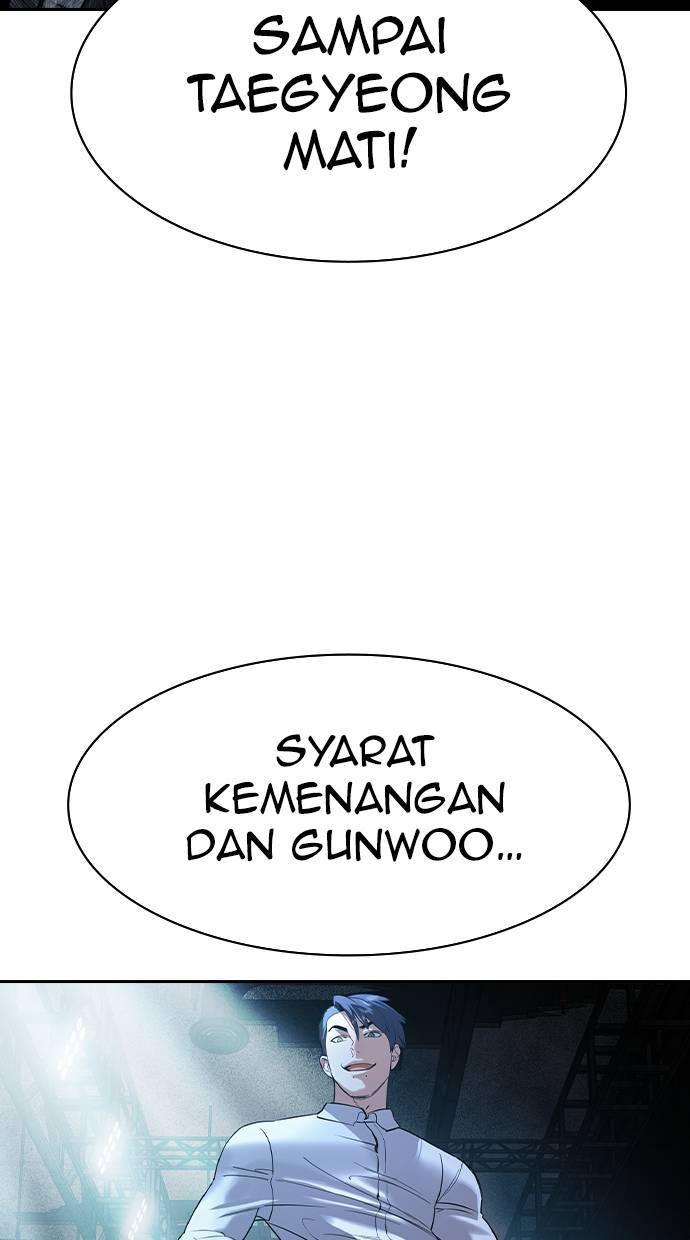 SAMPAI
TAEGYEONG
MATI!
SYARAT
KEMENANGAN
DAN GUNWOO...